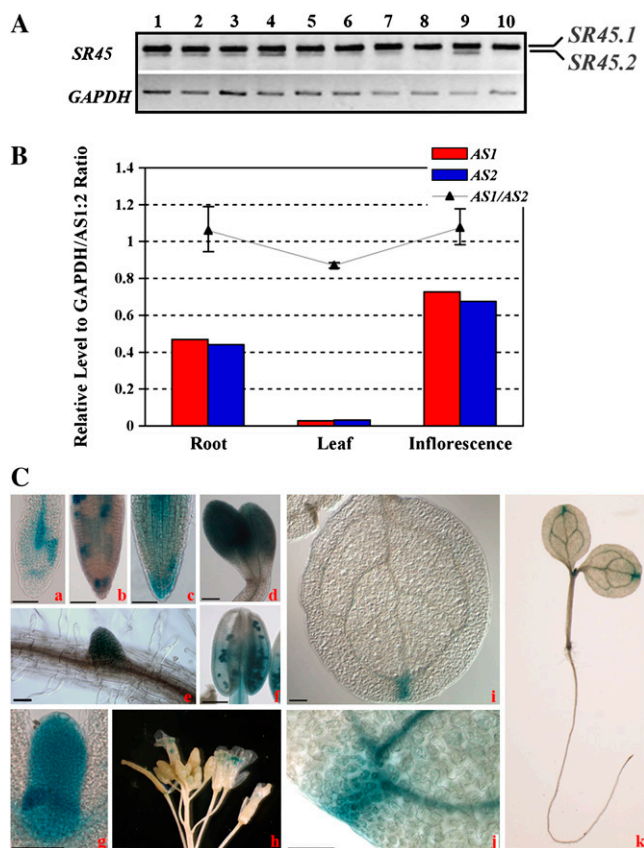 A
1 2 3 4 5 6 7 8 9 10
SR45
SR45.1
SR45.2
GAPDH
B
Relative Level to GAPDH/AS1:2 Ratio
1.4
1.2
1
0.8
0.6
0.4
0.2
0
AS1
AS2
AS1/AS2
Root Leaf Inflorescence
C
a b c d
e f i
g h j k